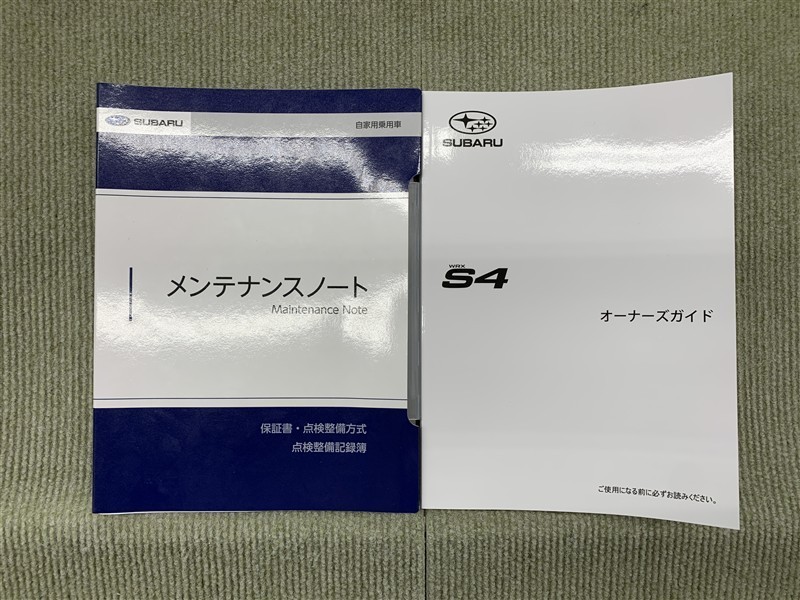 SUBARU
自家用乗用車
メンテナンスノート
Maintenance Note
保証書・点検整備方式
点検整備記録簿
SUBARU
WRX
S4
オーナーズガイド
ご使用になる前に必ずお読みください。